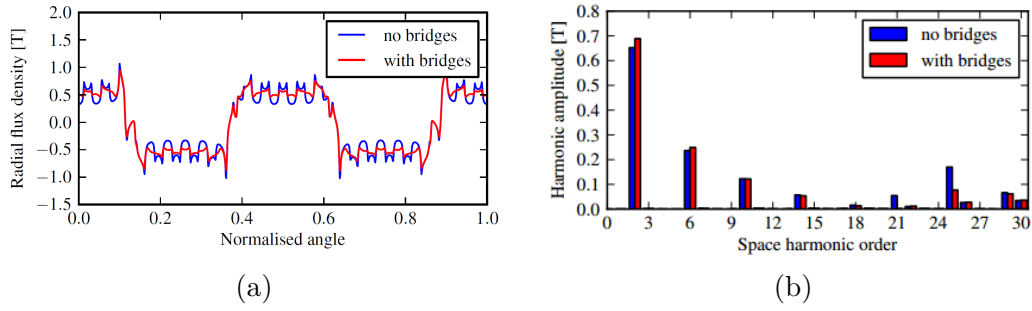 2.0
1.5
1.0
0.5
0.0
−0.5
−1.0
−1.5
0.0 0.2 0.4 0.6 0.8 1.0
Radial flux density [T]
Normalised angle
no bridges
with bridges
(a)
0.8
0.7
0.6
0.5
0.4
0.3
0.2
0.1
0.0
0 3 6 9 12 15 18 21 24 27 30
Harmonic amplitude [T]
Space harmonic order
no bridges
with bridges
(b)